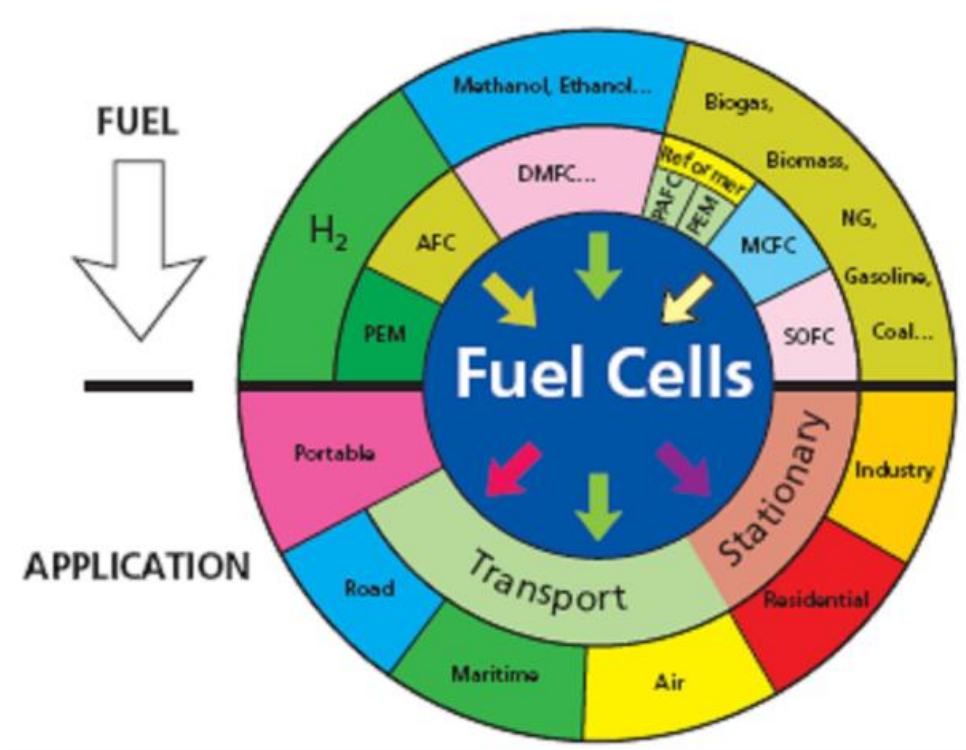 FUEL
Methanol, Ethanol...
Biogas,
Biomass,
NG,
Gasoline,
Coal...
H2
AFC
PEM
DMFC...
Reformer
PAFC
PEM
MCFC
SOFC
Fuel Cells
APPLICATION
Portable
Transport
Stationary
Road
Maritime
Air
Residential
Industry